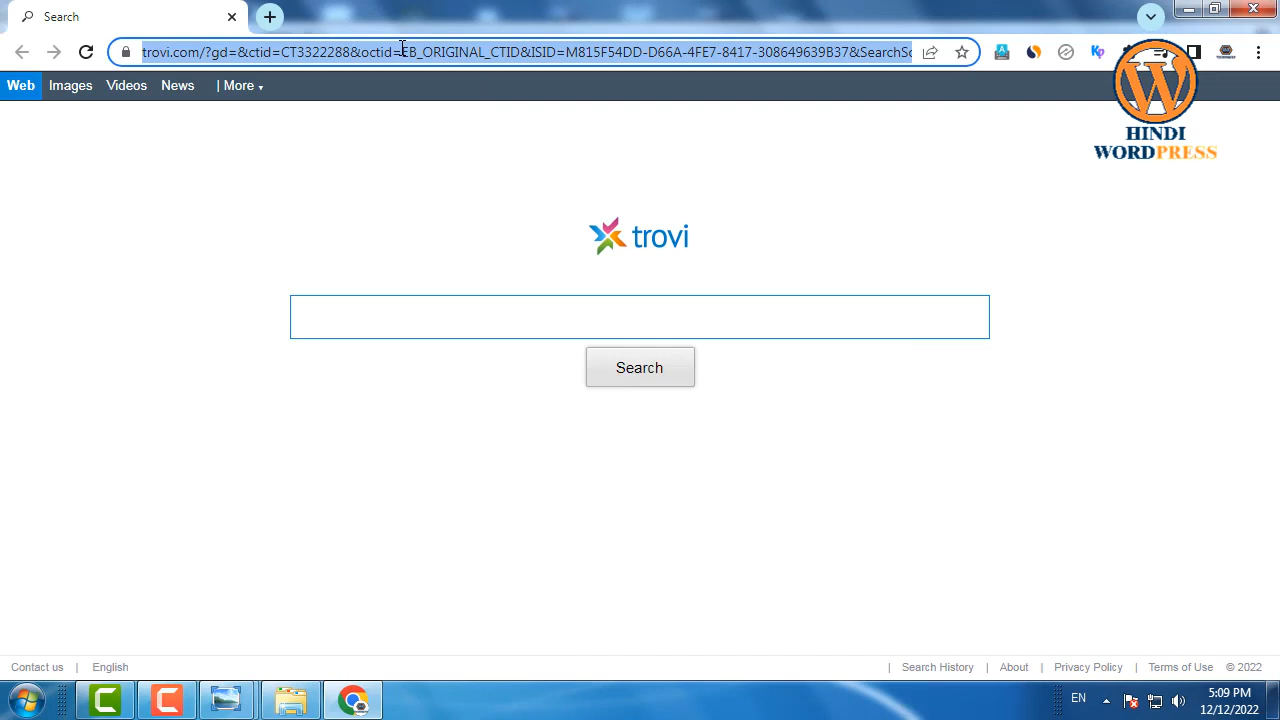 Search
trovi.com/?gd=&ctid=CT3322288&octid=EB_ORIGINAL_CTID&ISID=M815F54DD-D66A-4FE7-8417-308649639B37&SearchSo
Web Images Videos News | More
HINDI
WORDPRESS
trovi
Search
Contact us | English | Search History | About | Privacy Policy | Terms of Use © 2022
EN
5:09 PM
12/12/2022